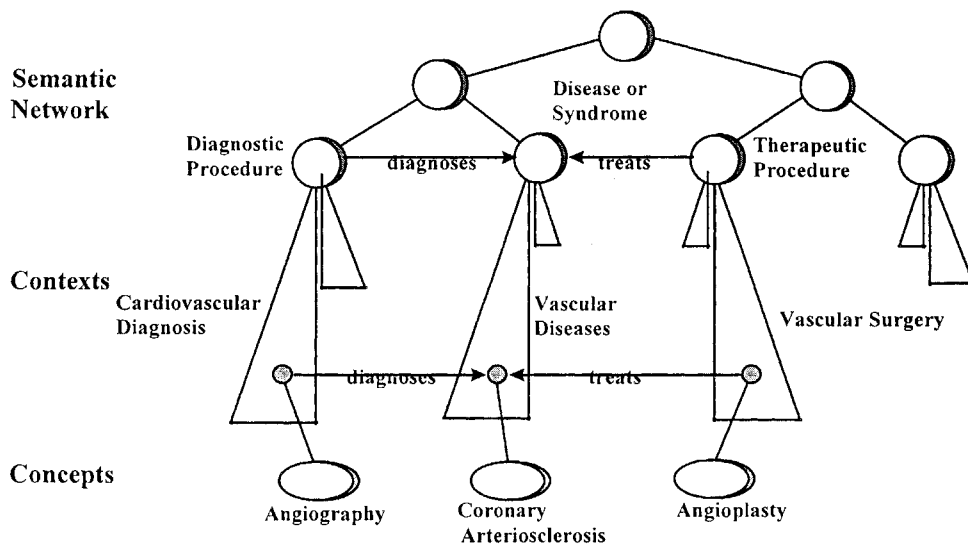 Semantic
Network
Disease or
Syndrome
Diagnostic
Procedure
diagnoses
treats
Therapeutic
Procedure
Contexts
Cardiovascular
Diagnosis
Vascular
Diseases
Vascular Surgery
diagnoses
treats
Concepts
Angiography
Coronary
Arteriosclerosis
Angioplasty